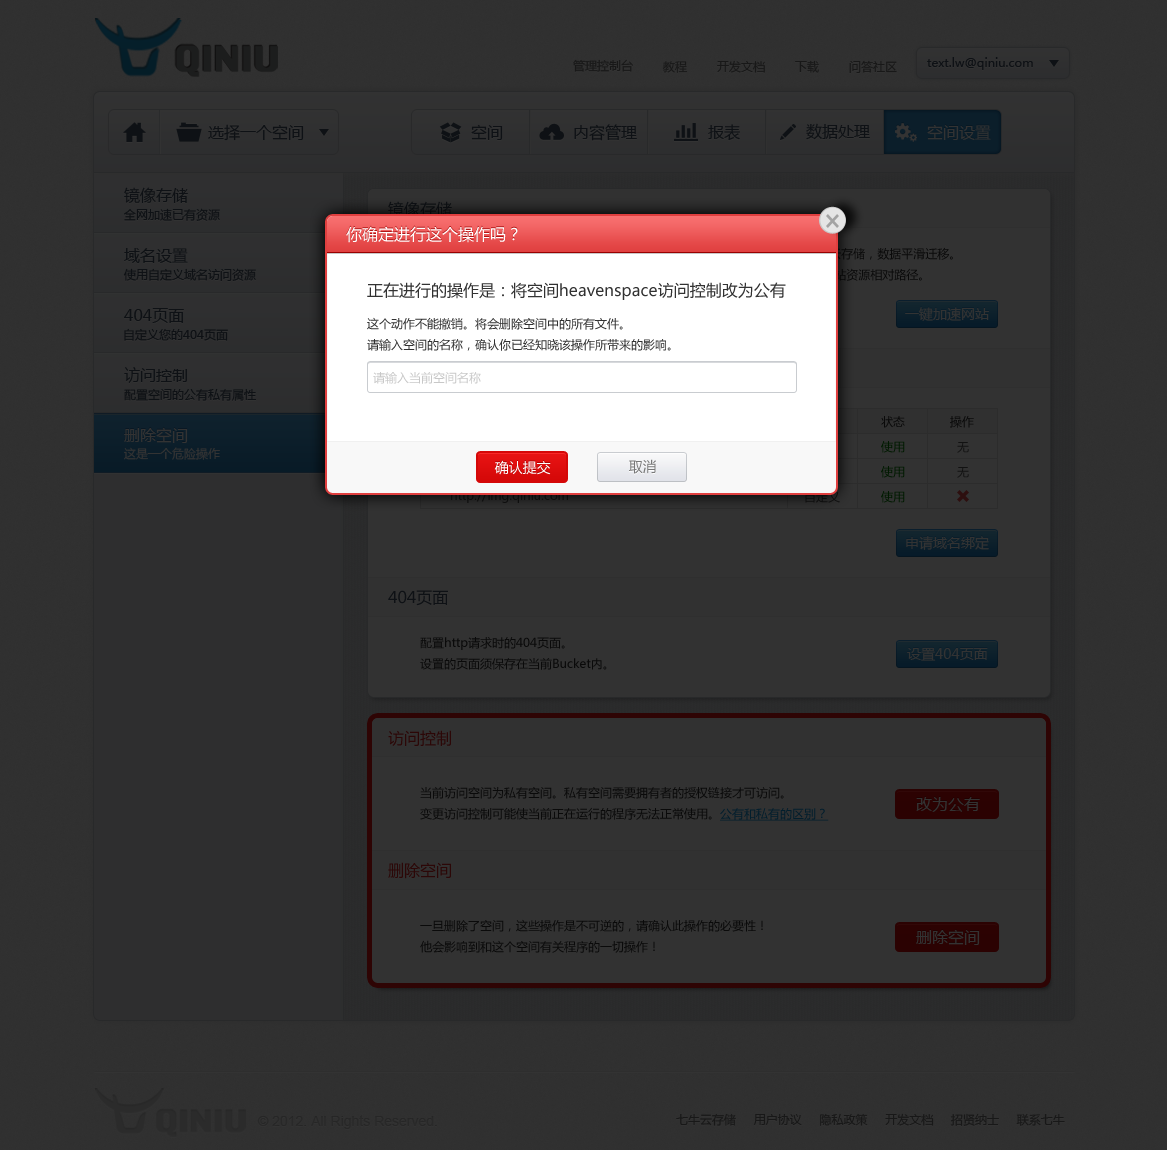 QINIU
管理控制台 教程 开发文档 下载 问答社区 text.lw@qiniu.com
选择一个空间 空间 内容管理 报表 数据处理 空间设置
镜像存储
全网加速已有资源
域名设置
使用自定义域名访问资源
404页面
自定义您的404页面
访问控制
配置空间的公有私有属性
删除空间
这是一个危险操作
镜像存储
你确定进行这个操作吗？
存储，数据平滑迁移。
资源相对路径。
一键加速网站
正在进行的操作是：将空间heavenspace访问控制改为公有
这个动作不能撤销。将会删除空间中的所有文件。
请输入空间的名称，确认你已经知晓该操作所带来的影响。
请输入当前空间名称
确认提交 取消
状态 操作
使用 无
使用 无
http://img.qiniu.com 自定义 使用
申请域名绑定
404页面
配置http请求时的404页面。
设置的页面须保存在当前Bucket内。
设置404页面
访问控制
当前访问空间为私有空间。私有空间需要拥有者的授权链接才可访问。
变更访问控制可能使当前正在运行的程序无法正常使用。公有和私有的区别？
改为公有
删除空间
一旦删除了空间，这些操作是不可逆的，请确认此操作的必要性！
他会影响到和这个空间有关程序的一切操作！
删除空间
QINIU © 2012. All Rights Reserved.
七牛云存储 用户协议 隐私政策 开发文档 招贤纳士 联系七牛